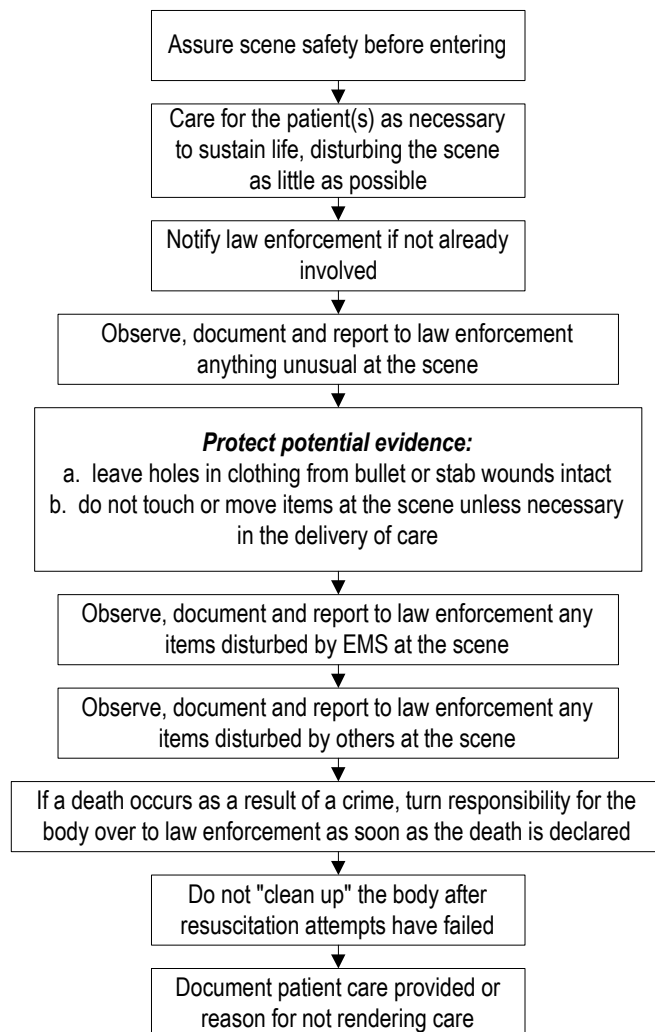 Assure scene safety before entering
Care for the patient(s) as necessary
to sustain life, disturbing the scene
as little as possible
Notify law enforcement if not already
involved
Observe, document and report to law enforcement
anything unusual at the scene
Protect potential evidence:
a. leave holes in clothing from bullet or stab wounds intact
b. do not touch or move items at the scene unless necessary
in the delivery of care
Observe, document and report to law enforcement any
items disturbed by EMS at the scene
Observe, document and report to law enforcement any
items disturbed by others at the scene
If a death occurs as a result of a crime, turn responsibility for the
body over to law enforcement as soon as the death is declared
Do not "clean up" the body after
resuscitation attempts have failed
Document patient care provided or
reason for not rendering care